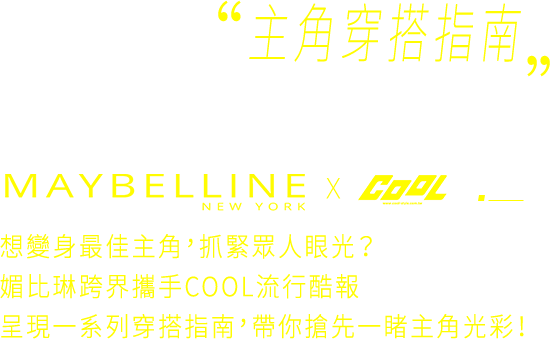 “主角穿搭指南”
MAYBELLINE X COOL
NEW YORK
想變身最佳主角，抓緊眾人眼光？
媚比琳跨界攜手COOL流行酷報
呈現一系列穿搭指南，帶你搶先一睹主角光彩！